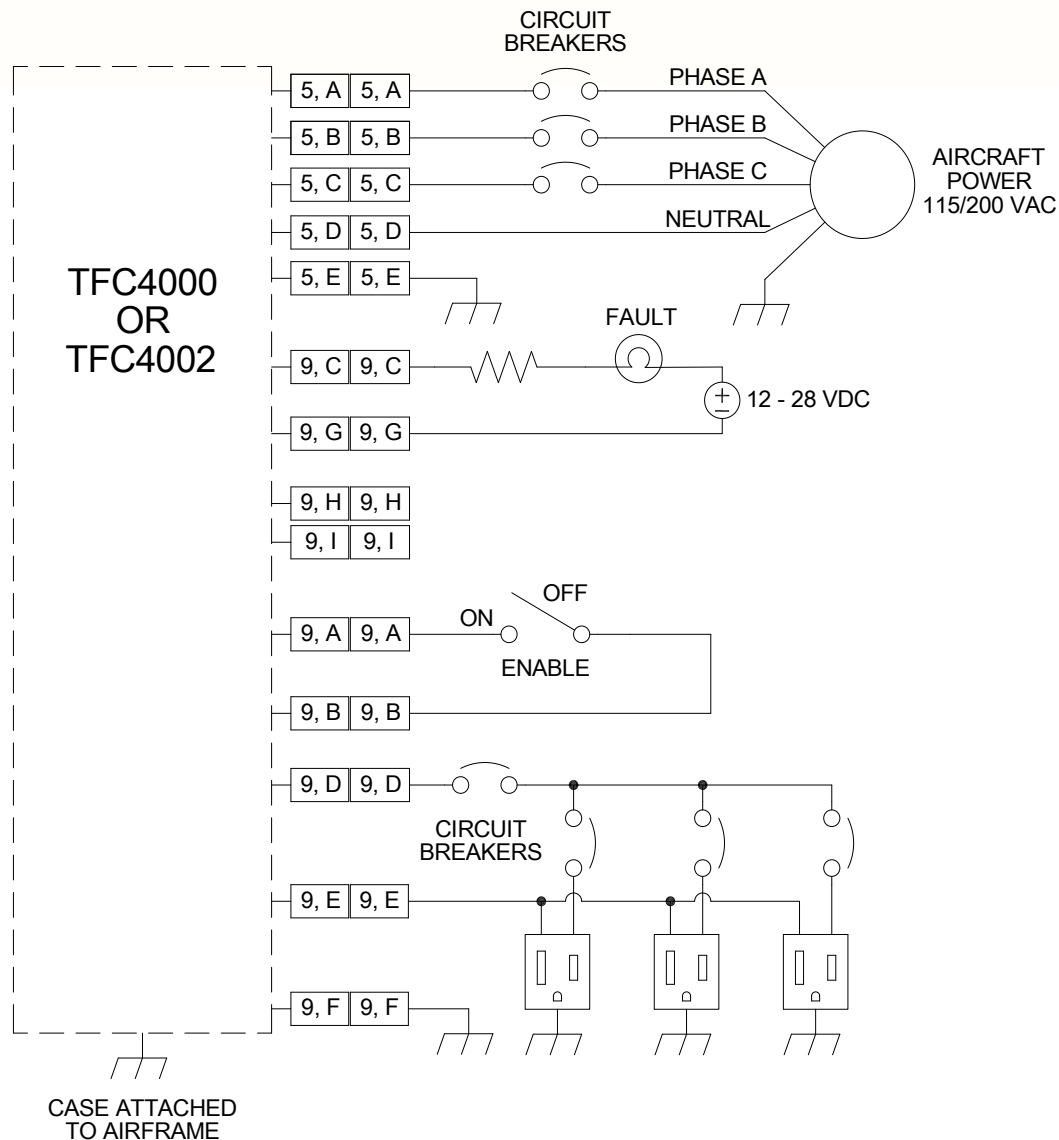 CIRCUIT
BREAKERS
5, A 5, A
PHASE A
5, B 5, B
PHASE B
5, C 5, C
PHASE C
AIRCRAFT
POWER
115/200 VAC
5, D 5, D
NEUTRAL
5, E 5, E
TFC4000
OR
TFC4002
FAULT
9, C 9, C
+
–
12 - 28 VDC
9, G 9, G
9, H 9, H
9, I 9, I
OFF
ON
9, A 9, A
ENABLE
9, B 9, B
9, D 9, D
CIRCUIT
BREAKERS
9, E 9, E
9, F 9, F
CASE ATTACHED
TO AIRFRAME